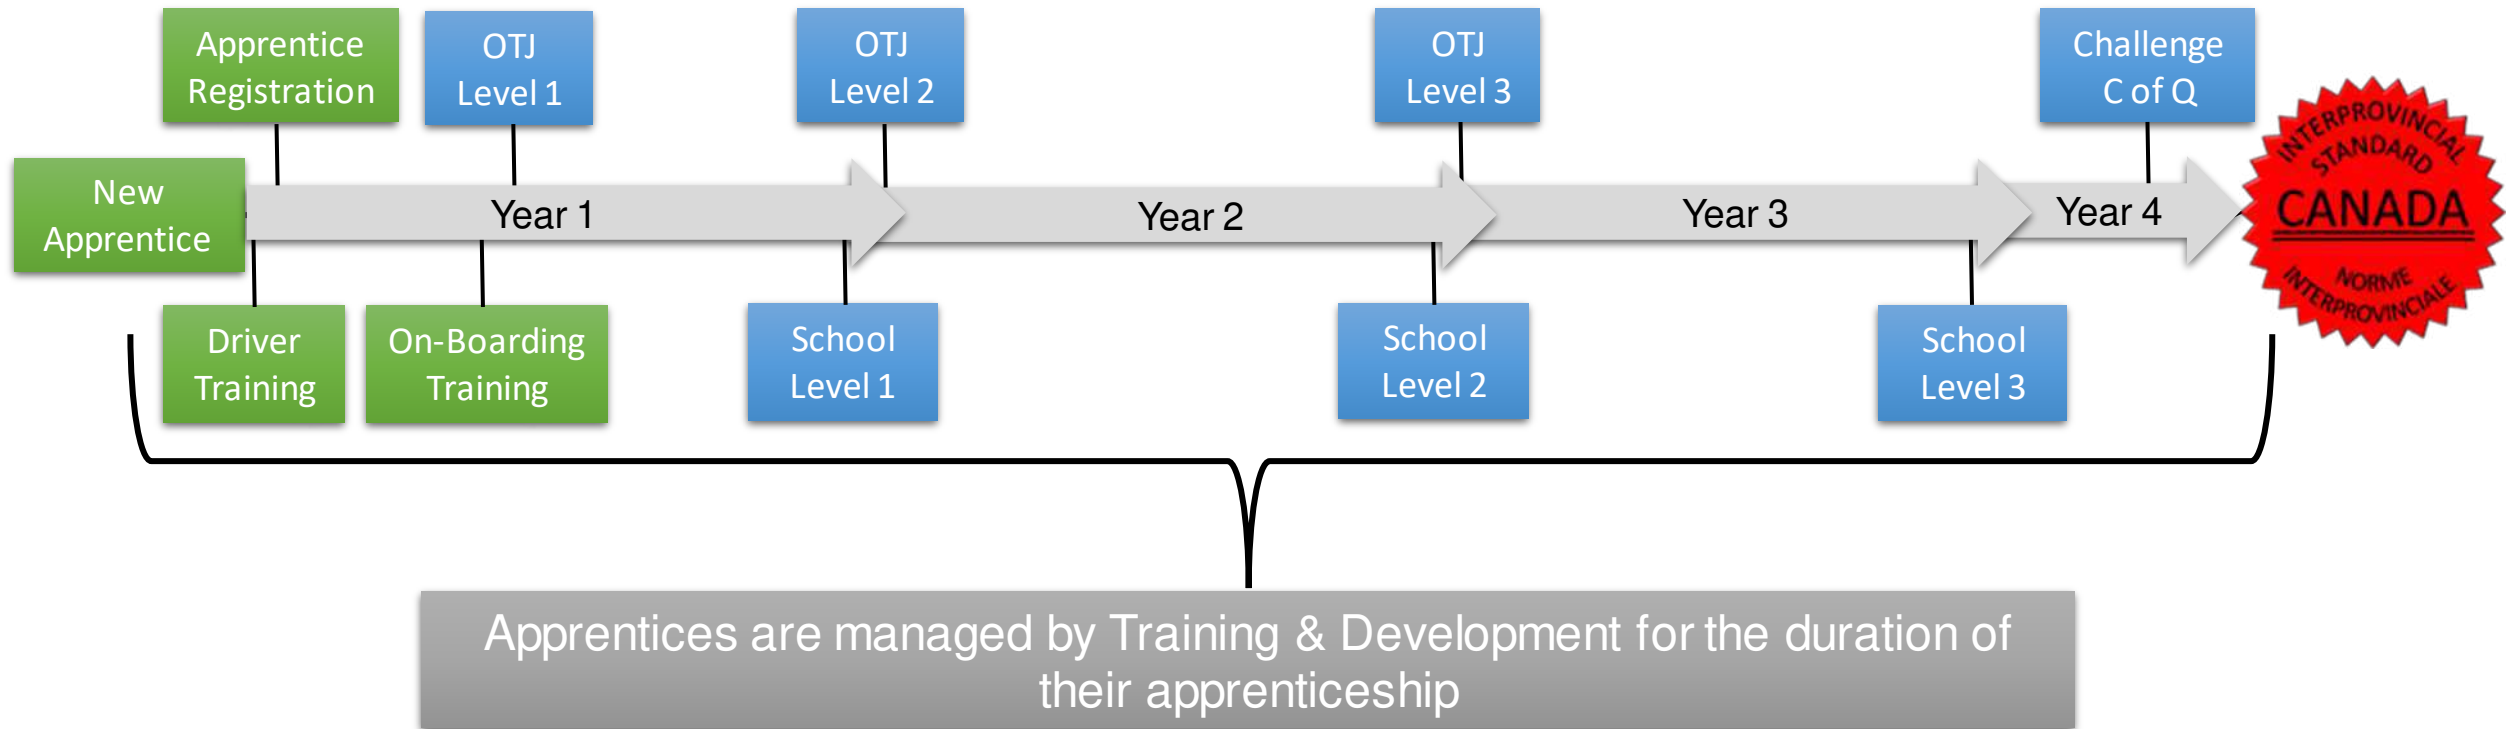 Apprentice
Registration
OTJ
Level 1
OTJ
Level 2
OTJ
Level 3
Challenge
C of Q
New
Apprentice
Year 1
Year 2
Year 3
Year 4
INTERPROVINCIAL
STANDARD
CANADA
NORME
INTERPROVINCIALE
Driver
Training
On-Boarding
Training
School
Level 1
School
Level 2
School
Level 3
Apprentices are managed by Training & Development for the duration of
their apprenticeship